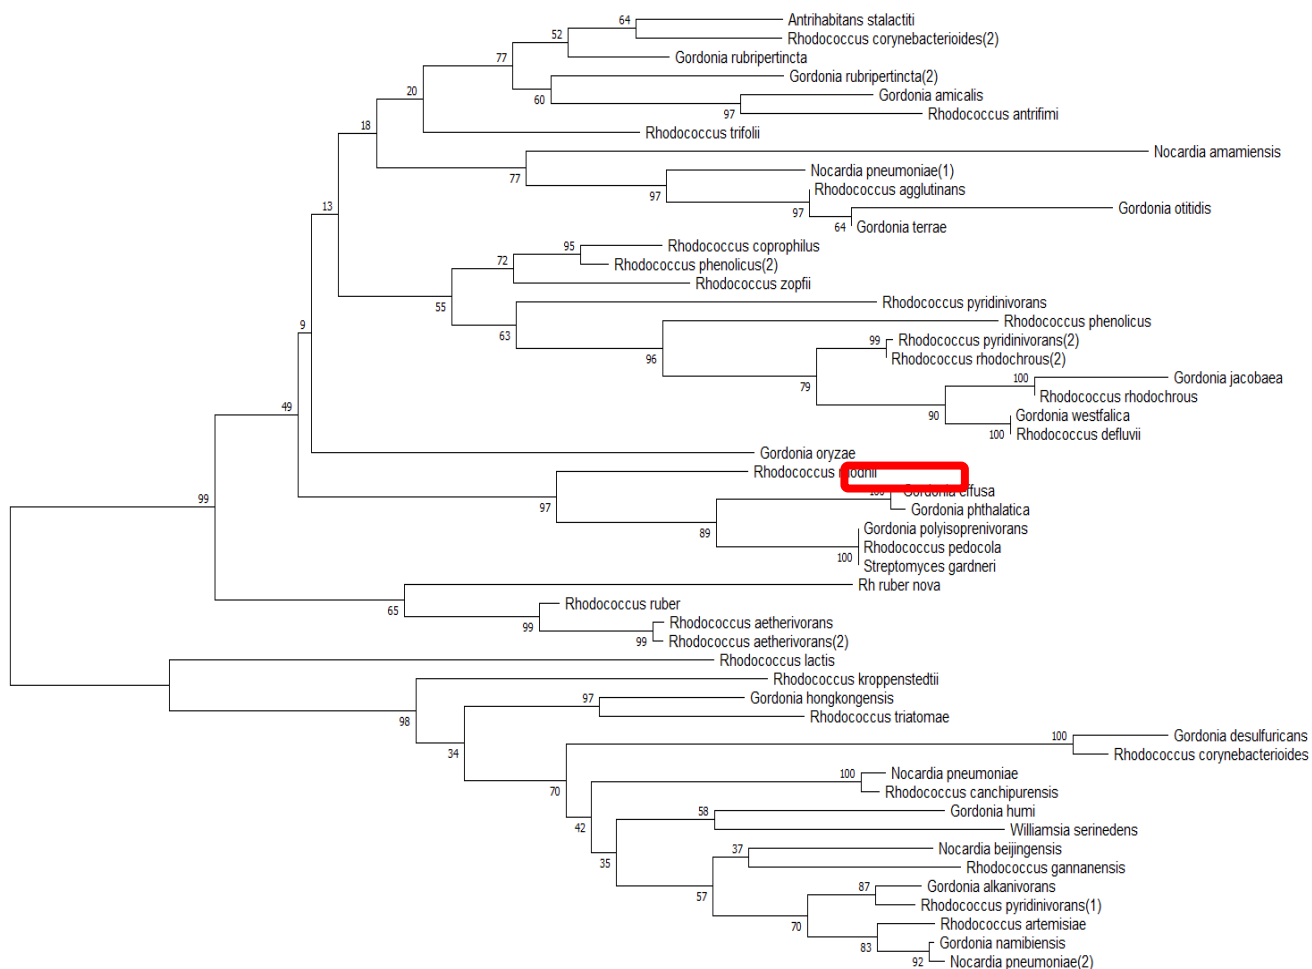 Antrihabitans stalactiti
64
Rhodococcus corynebacterioides(2)
52
Gordonia rubripertincta
77
Gordonia rubripertincta(2)
20
Gordonia amicalis
60
97
Rhodococcus antrifimi
18
Rhodococcus trifolii
Nocardia amamiensis
Nocardia pneumoniae(1)
77
Rhodococcus agglutinans
97
13
97
Gordonia otitidis
64
Gordonia terrae
95
Rhodococcus coprophilus
72
Rhodococcus phenolicus(2)
Rhodococcus zopfii
55
Rhodococcus pyridinivorans
9
Rhodococcus phenolicus
63
99
Rhodococcus pyridinivorans(2)
96
Rhodococcus rhodochrous(2)
100
Gordonia jacobaea
79
Rhodococcus rhodochrous
49
90
Gordonia westfalica
100
Rhodococcus defluvii
Gordonia oryzae
Rhodococcus rhodnii
100
Gordonia effusa
99
97
Gordonia phthalatica
89
Gordonia polyisoprenivorans
Rhodococcus pedocola
100
Streptomyces gardneri
Rh ruber nova
65
Rhodococcus ruber
99
Rhodococcus aetherivorans
99
Rhodococcus aetherivorans(2)
Rhodococcus lactis
Rhodococcus kroppenstedtii
97
Gordonia hongkongensis
98
Rhodococcus triatomae
34
100
Gordonia desulfuricans
Rhodococcus corynebacterioides
100
Nocardia pneumoniae
70
Rhodococcus canchipurensis
58
Gordonia humi
42
Williamsia serinedens
37
Nocardia beijingensis
35
Rhodococcus gannanensis
57
87
Gordonia alkanivorans
Rhodococcus pyridinivorans(1)
70
Rhodococcus artemisiae
83
Gordonia namibiensis
92
Nocardia pneumoniae(2)